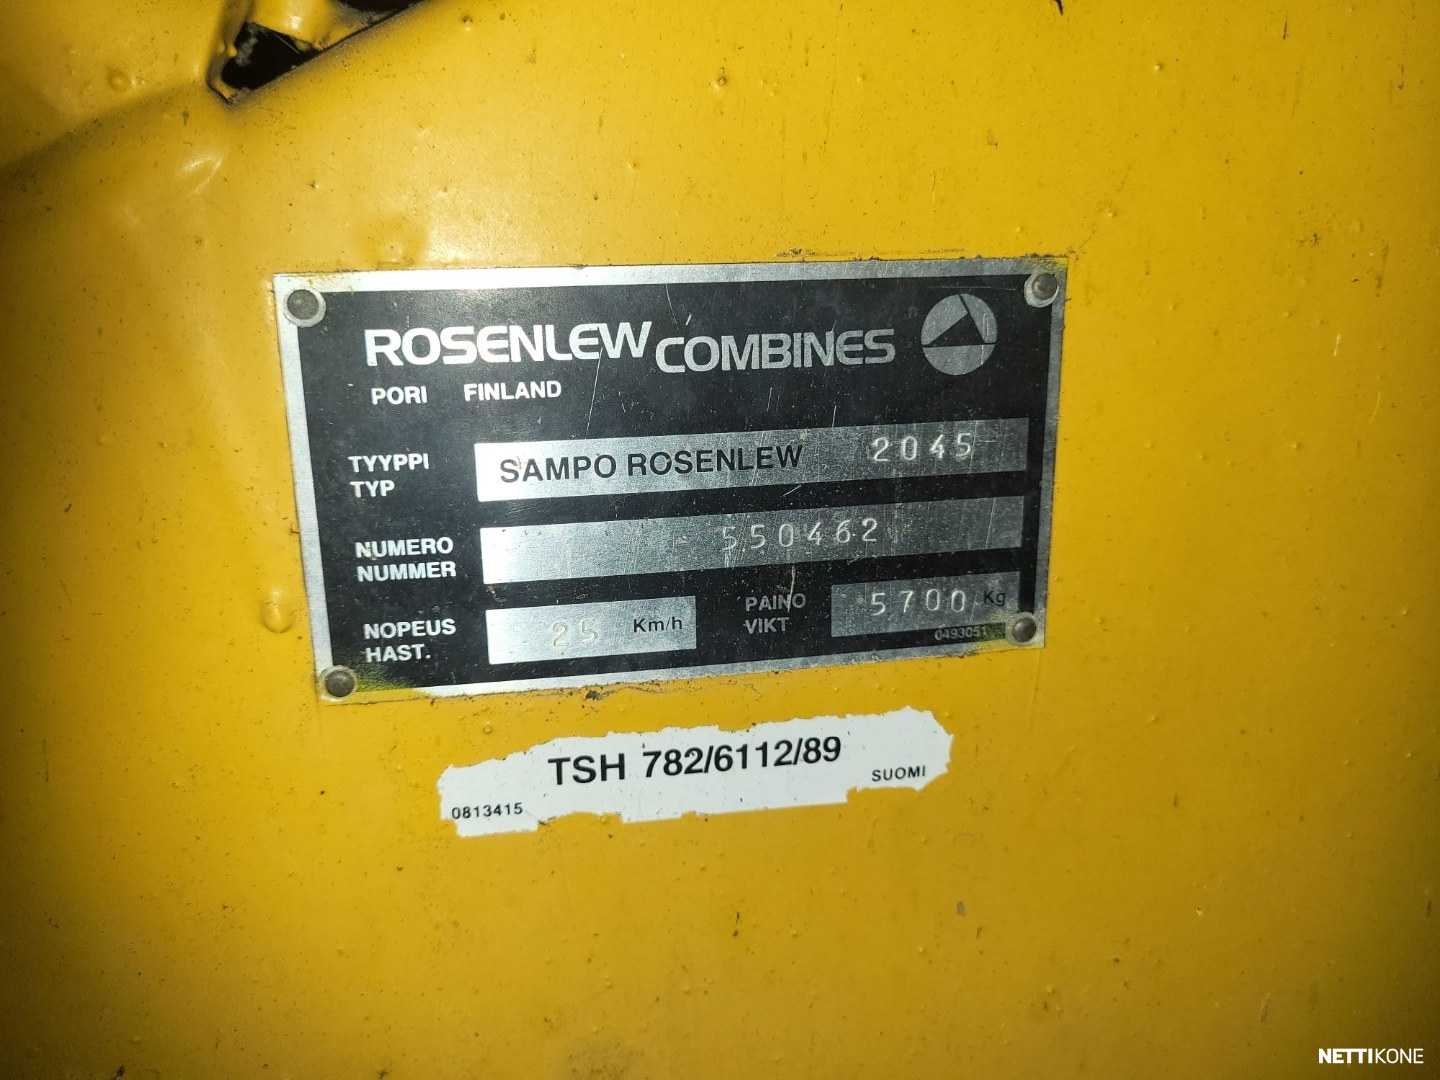 ROSENLEW COMBINES
PORI FINLAND
TYYPPI
TYP
SAMPO ROSENLEW 2045
NUMERO
NUMMER
550462
NOPEUS
HAST.
25 Km/h
PAINO
VIKT
5700 Kg
0493051
TSH 782/6112/89
0813415
SUOMI
NETTIKONE